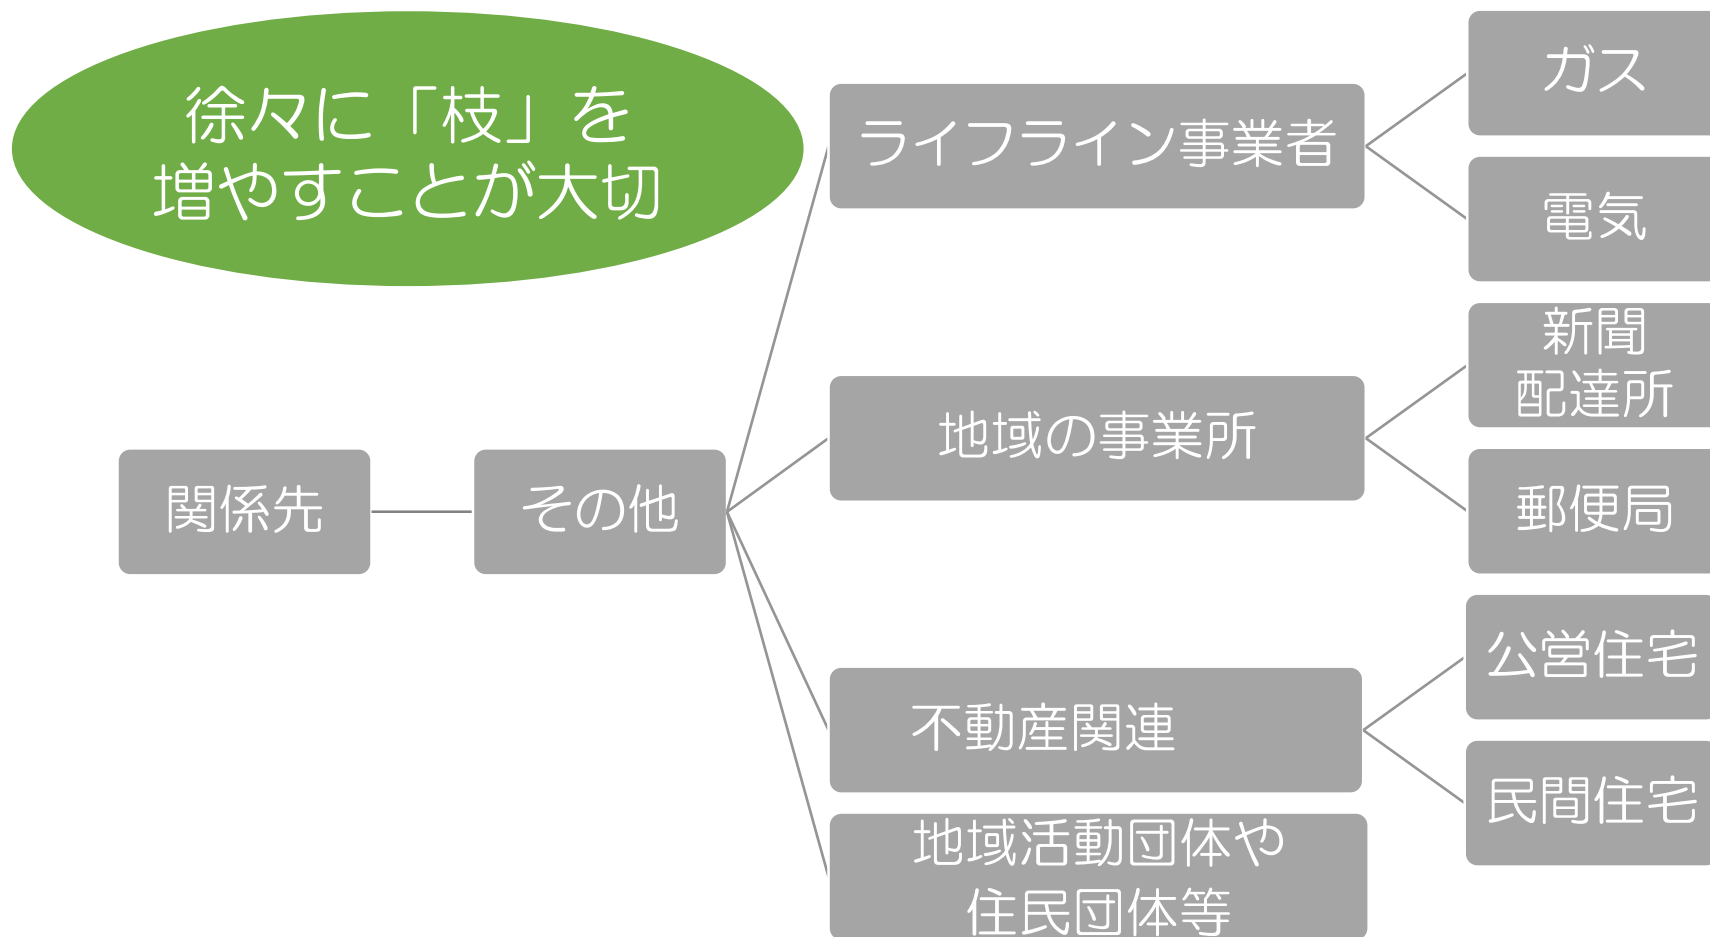 徐々に「枝」を
増やすことが大切
関係先
その他
ライフライン事業者
ガス
電気
地域の事業所
新聞
配達所
郵便局
不動産関連
公営住宅
民間住宅
地域活動団体や
住民団体等